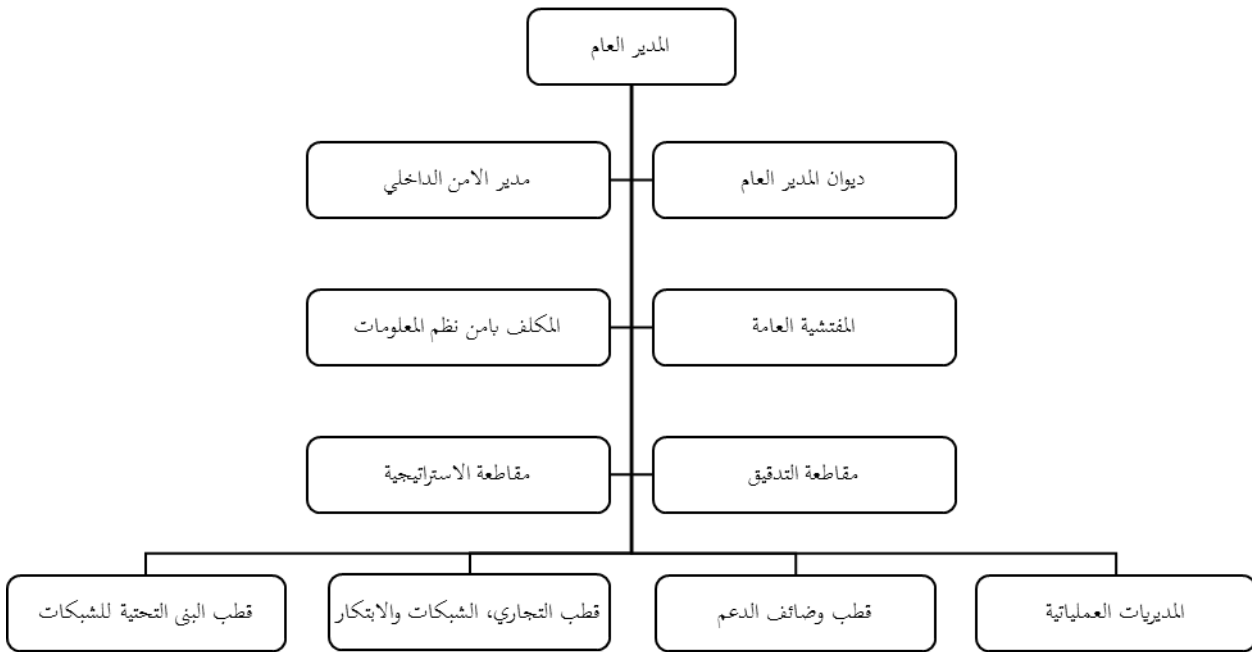 المدير العام
ديوان المدير العام
مدير الامن الداخلي
المفتشية العامة
المكلف بامن نظم المعلومات
مقاطعة التدقيق
مقاطعة الاستراتيجية
المديريات العملياتية
قطب وضائف الدعم
قطب التجاري، الشبكات والابتكار
قطب البنى التحتية للشبكات